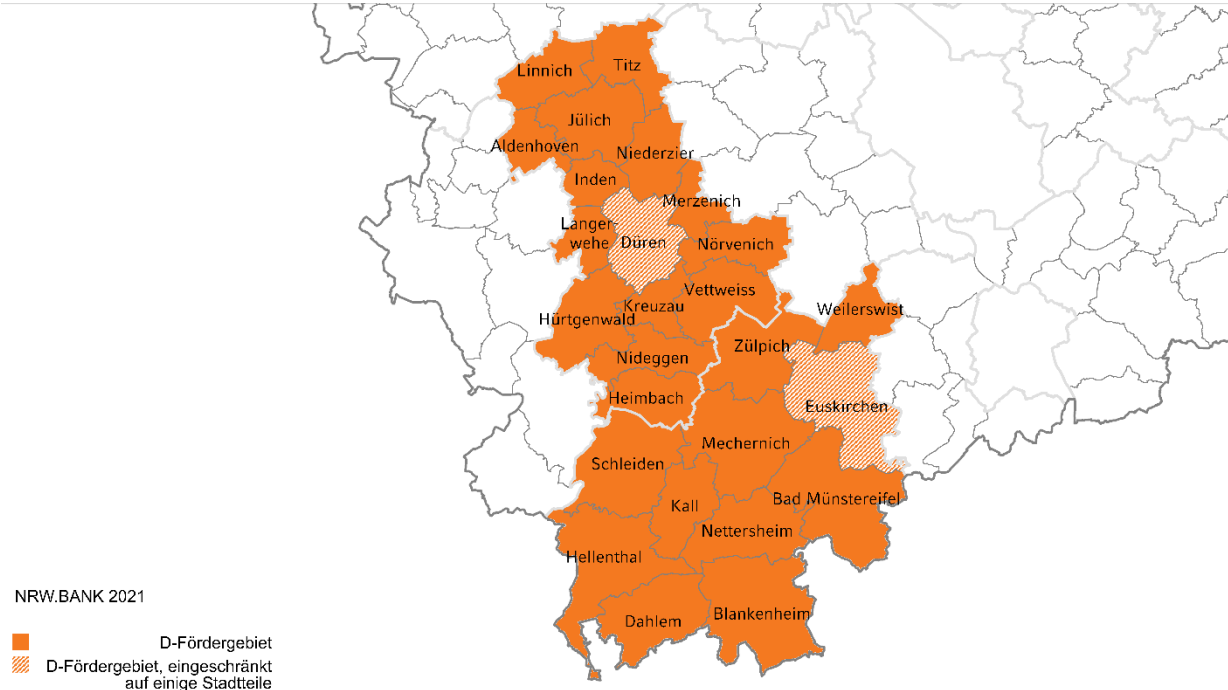 Linnich
Titz
Jülich
Aldenhoven
Niederzier
Inden
Merzenich
Langer-
wehe
Düren
Nörvenich
Vettweiss
Kreuzau
Hürtgenwald
Weilerswist
Zülpich
Nideggen
Heimbach
Euskirchen
Mechernich
Schleiden
Bad Münstereifel
Kall
Nettersheim
Hellenthal
Blankenheim
Dahlem
NRW.BANK 2021
D-Fördergebiet
D-Fördergebiet, eingeschränkt
auf einige Stadtteile